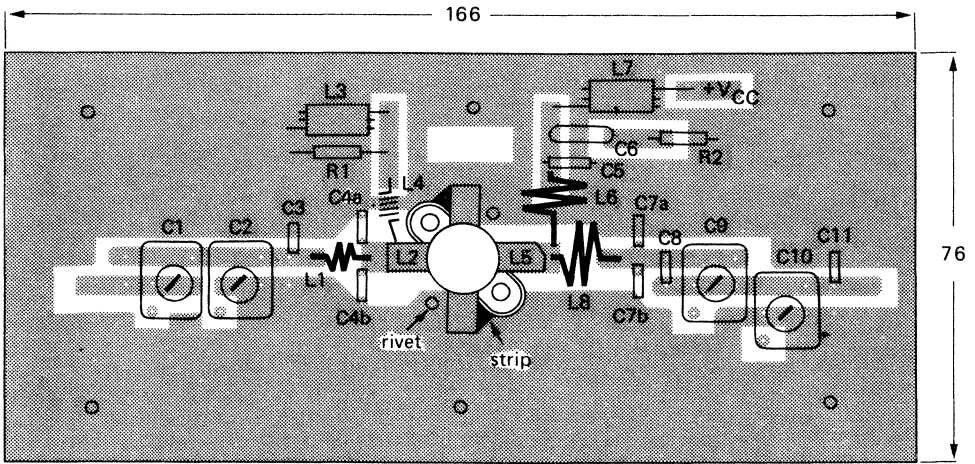 166
L7
+VCC
L3
C6
R2
R1
C5
L4
C4a
L6
C7a
C3
C1
C2
C9
C8
C11
C10
L2
L5
76
L1
L8
C4b
C7b
rivet
strip